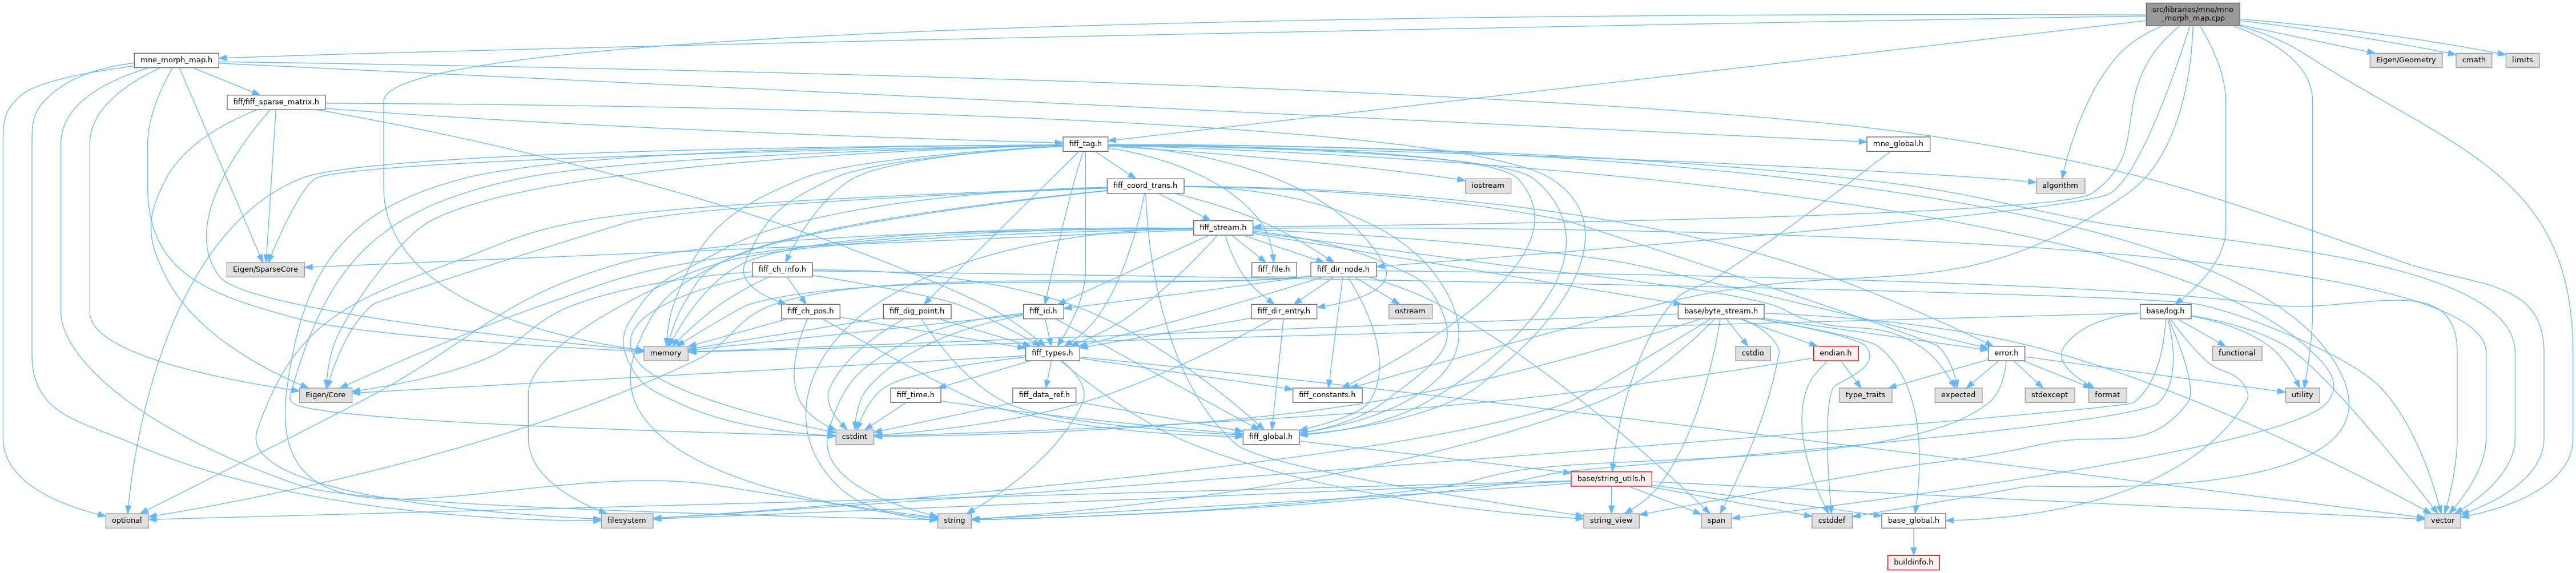 src/libraries/mne/mne
_morph_map.cpp
mne_morph_map.h
Eigen/Geometry
cmath
limits
fiff/fiff_sparse_matrix.h
fiff_tag.h
mne_global.h
fiff_coord_trans.h
iostream
algorithm
fiff_stream.h
Eigen/SparseCore
fiff_ch_info.h
fiff_file.h
fiff_dir_node.h
fiff_ch_pos.h
fiff_dig_point.h
fiff_id.h
fiff_dir_entry.h
ostream
base/byte_stream.h
base/log.h
memory
fiff_types.h
cstdio
endian.h
error.h
functional
Eigen/Core
fiff_time.h
fiff_data_ref.h
fiff_constants.h
type_traits
expected
stdexcept
format
utility
cstdint
fiff_global.h
base/string_utils.h
optional
filesystem
string
string_view
span
cstddef
base_global.h
vector
buildinfo.h